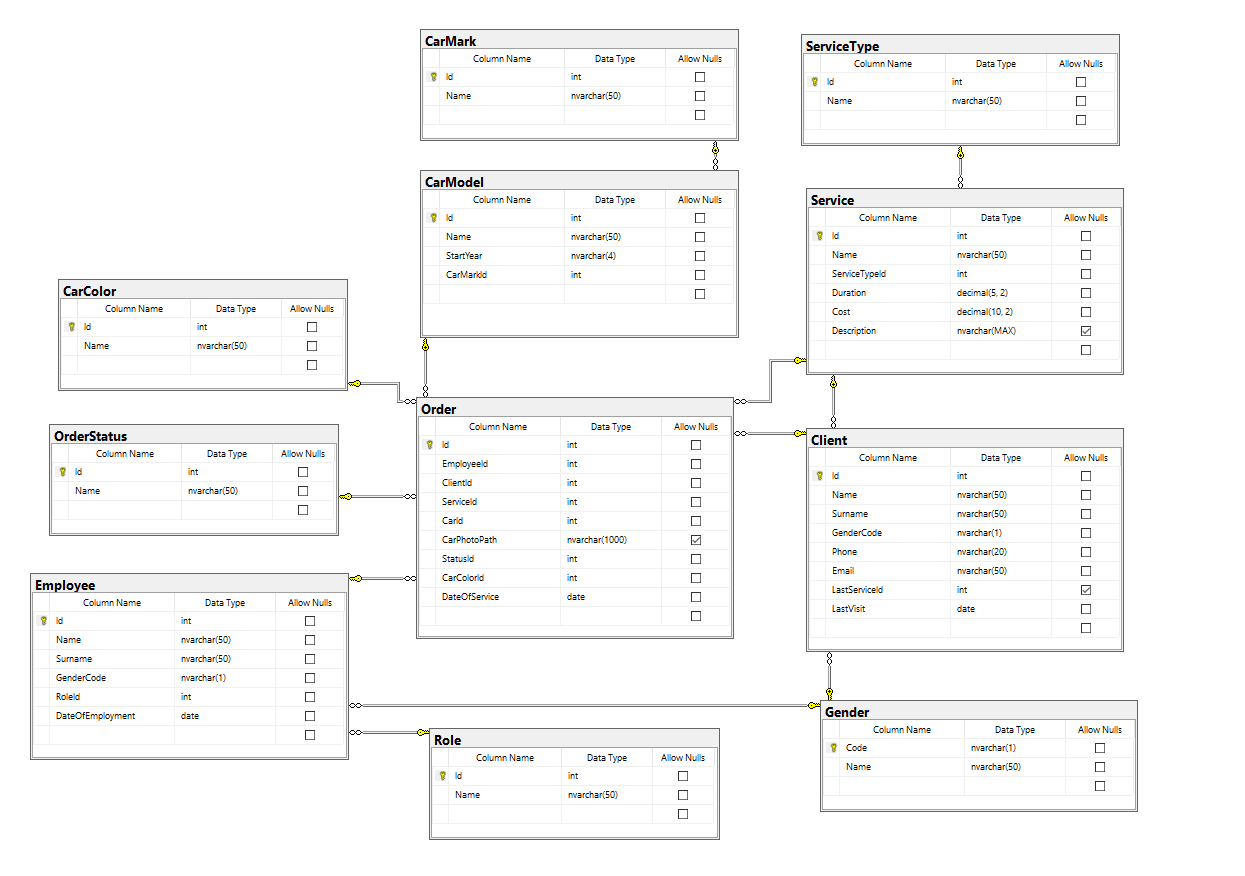 CarMark
Column Name Data Type Allow Nulls
Id int
Name nvarchar(50)
ServiceType
Column Name Data Type Allow Nulls
Id int
Name nvarchar(50)
CarModel
Column Name Data Type Allow Nulls
Id int
Name nvarchar(50)
StartYear nvarchar(4)
CarMarkId int
Service
Column Name Data Type Allow Nulls
Id int
Name nvarchar(50)
ServiceTypeId int
Duration decimal(5, 2)
Cost decimal(10, 2)
Description nvarchar(MAX)
CarColor
Column Name Data Type Allow Nulls
Id int
Name nvarchar(50)
OrderStatus
Column Name Data Type Allow Nulls
Id int
Name nvarchar(50)
Order
Column Name Data Type Allow Nulls
Id int
EmployeeId int
ClientId int
ServiceId int
CarId int
CarPhotoPath nvarchar(1000)
StatusId int
CarColorId int
DateOfService date
Client
Column Name Data Type Allow Nulls
Id int
Name nvarchar(50)
Surname nvarchar(50)
GenderCode nvarchar(1)
Phone nvarchar(20)
Email nvarchar(50)
LastServiceId int
LastVisit date
Employee
Column Name Data Type Allow Nulls
Id int
Name nvarchar(50)
Surname nvarchar(50)
GenderCode nvarchar(1)
RoleId int
DateOfEmployment date
Role
Column Name Data Type Allow Nulls
Id int
Name nvarchar(50)
Gender
Column Name Data Type Allow Nulls
Code nvarchar(1)
Name nvarchar(50)